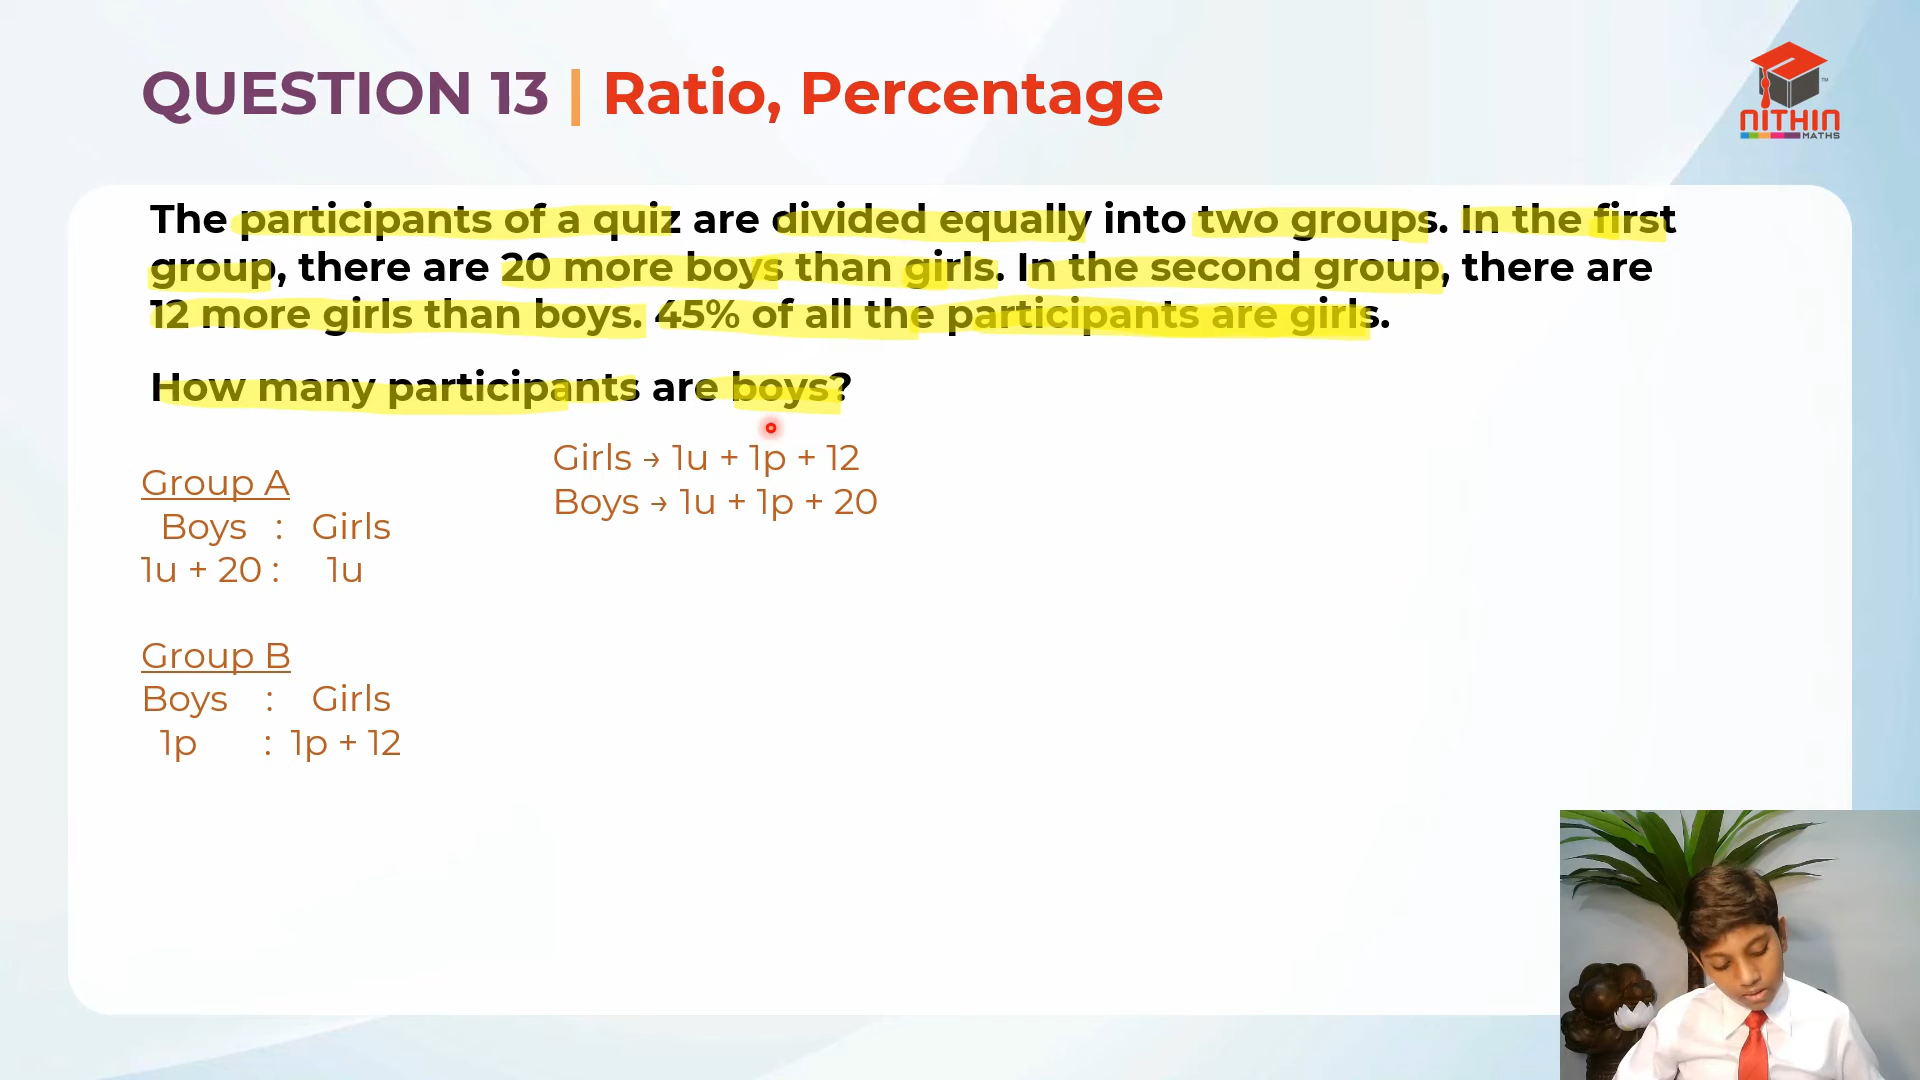 QUESTION 13 | Ratio, Percentage
NITHIN
MATHS
TM
The participants of a quiz are divided equally into two groups. In the first
group, there are 20 more boys than girls. In the second group, there are
12 more girls than boys. 45% of all the participants are girls.
How many participants are boys?
Girls → 1u + 1p + 12
Boys → 1u + 1p + 20
Group A
Boys : Girls
1u + 20 : 1u
Group B
Boys : Girls
1p : 1p + 12